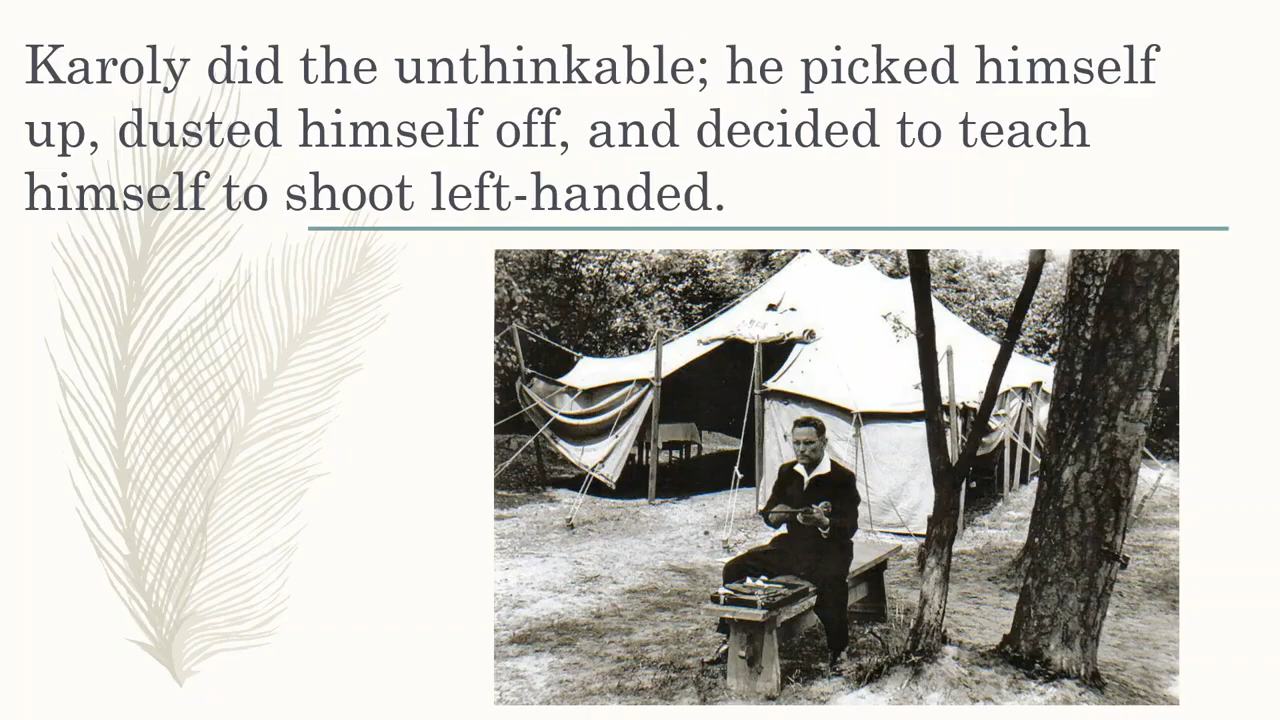 Karoly did the unthinkable; he picked himself
up, dusted himself off, and decided to teach
himself to shoot left-handed.